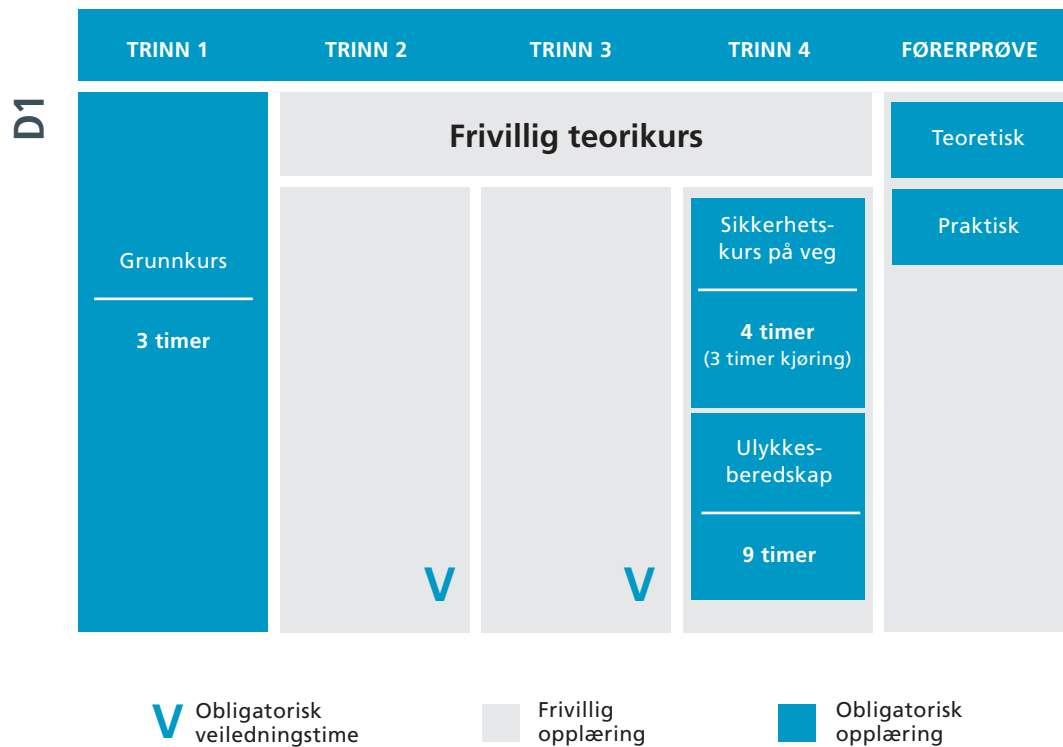 TRINN 1
TRINN 2
TRINN 3
TRINN 4
FØRERPRØVE
D1
Grunnkurs
3 timer
Frivillig teorikurs
V
V
Sikkerhets-
kurs på veg
4 timer
(3 timer kjøring)
Ulykkes-
beredskap
9 timer
Teoretisk
Praktisk
V Obligatorisk
veiledningstime
Frivillig
opplæring
Obligatorisk
opplæring